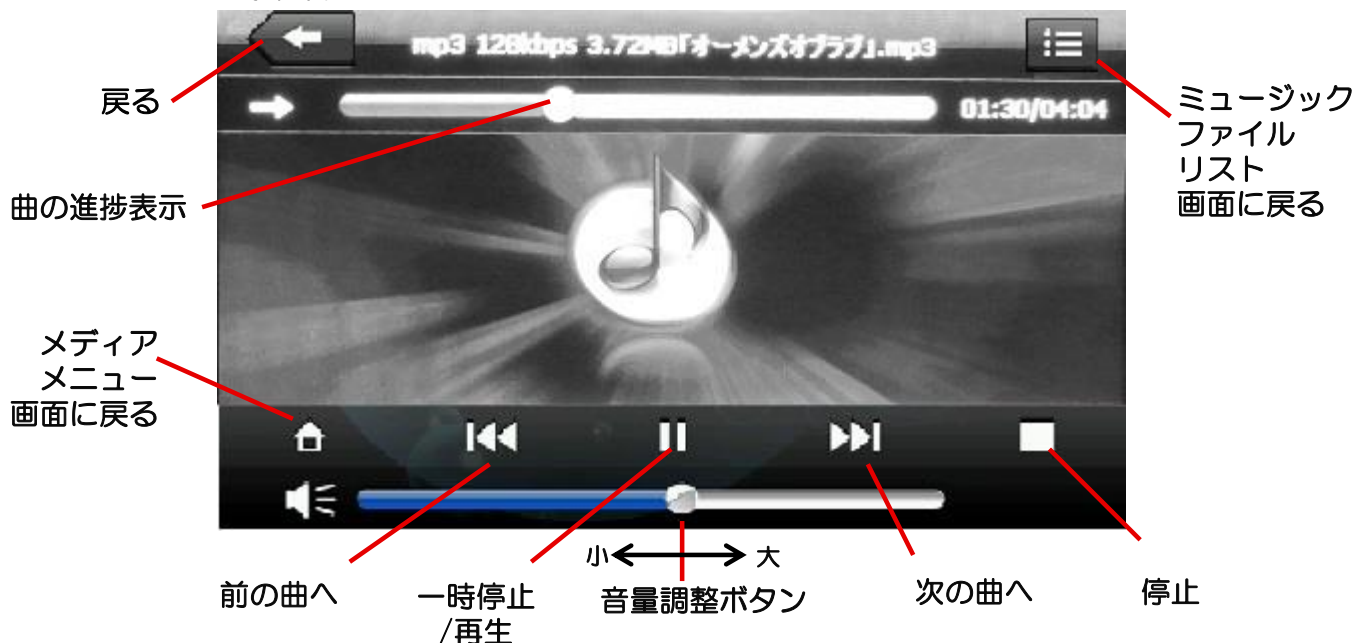 mp3 128kbps 3.72MB「オーメンズオブラブ」.mp3
01:30/04:04
戻る
ミュージック
ファイル
リスト
画面に戻る
曲の進捗表示
メディア
メニュー
画面に戻る
小
大
前の曲へ
一時停止
/再生
音量調整ボタン
次の曲へ
停止